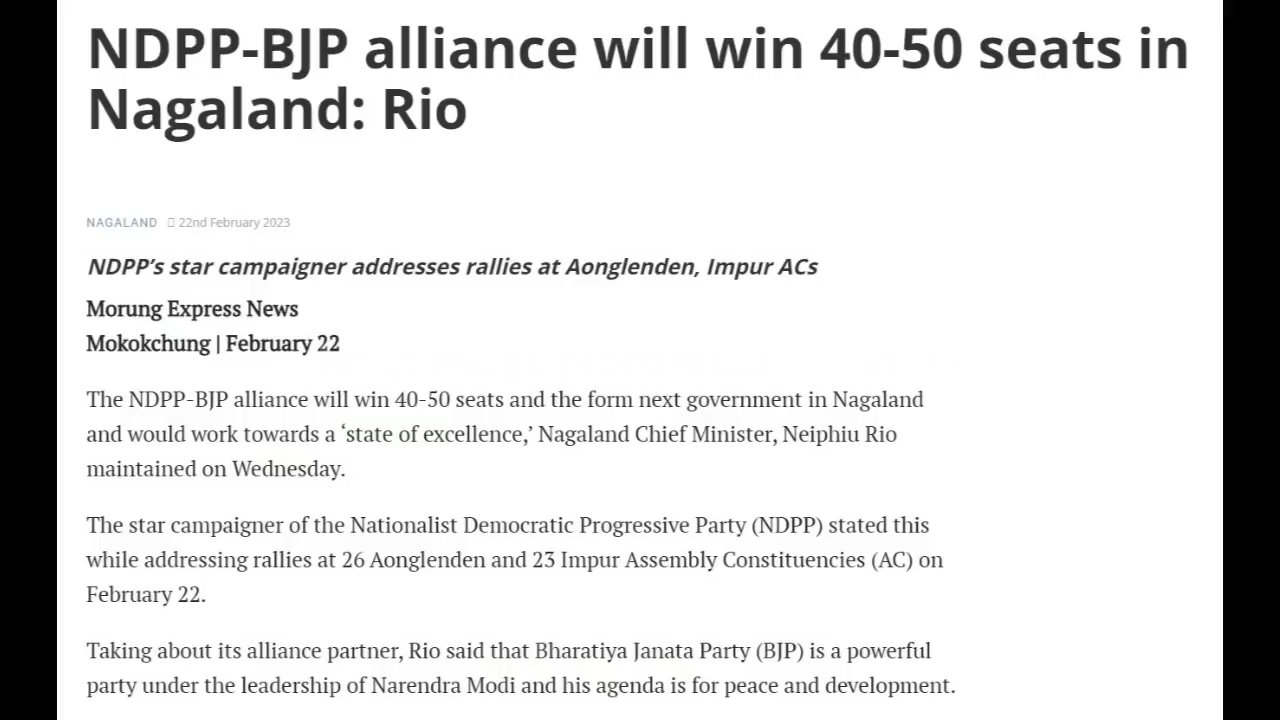 NDPP-BJP alliance will win 40-50 seats in
Nagaland: Rio
NAGALAND 22nd February 2023
NDPP’s star campaigner addresses rallies at Aonglenden, Impur ACs
Morung Express News
Mokokchung | February 22
The NDPP-BJP alliance will win 40-50 seats and the form next government in Nagaland
and would work towards a ‘state of excellence,’ Nagaland Chief Minister, Neiphiu Rio
maintained on Wednesday.
The star campaigner of the Nationalist Democratic Progressive Party (NDPP) stated this
while addressing rallies at 26 Aonglenden and 23 Impur Assembly Constituencies (AC) on
February 22.
Taking about its alliance partner, Rio said that Bharatiya Janata Party (BJP) is a powerful
party under the leadership of Narendra Modi and his agenda is for peace and development.